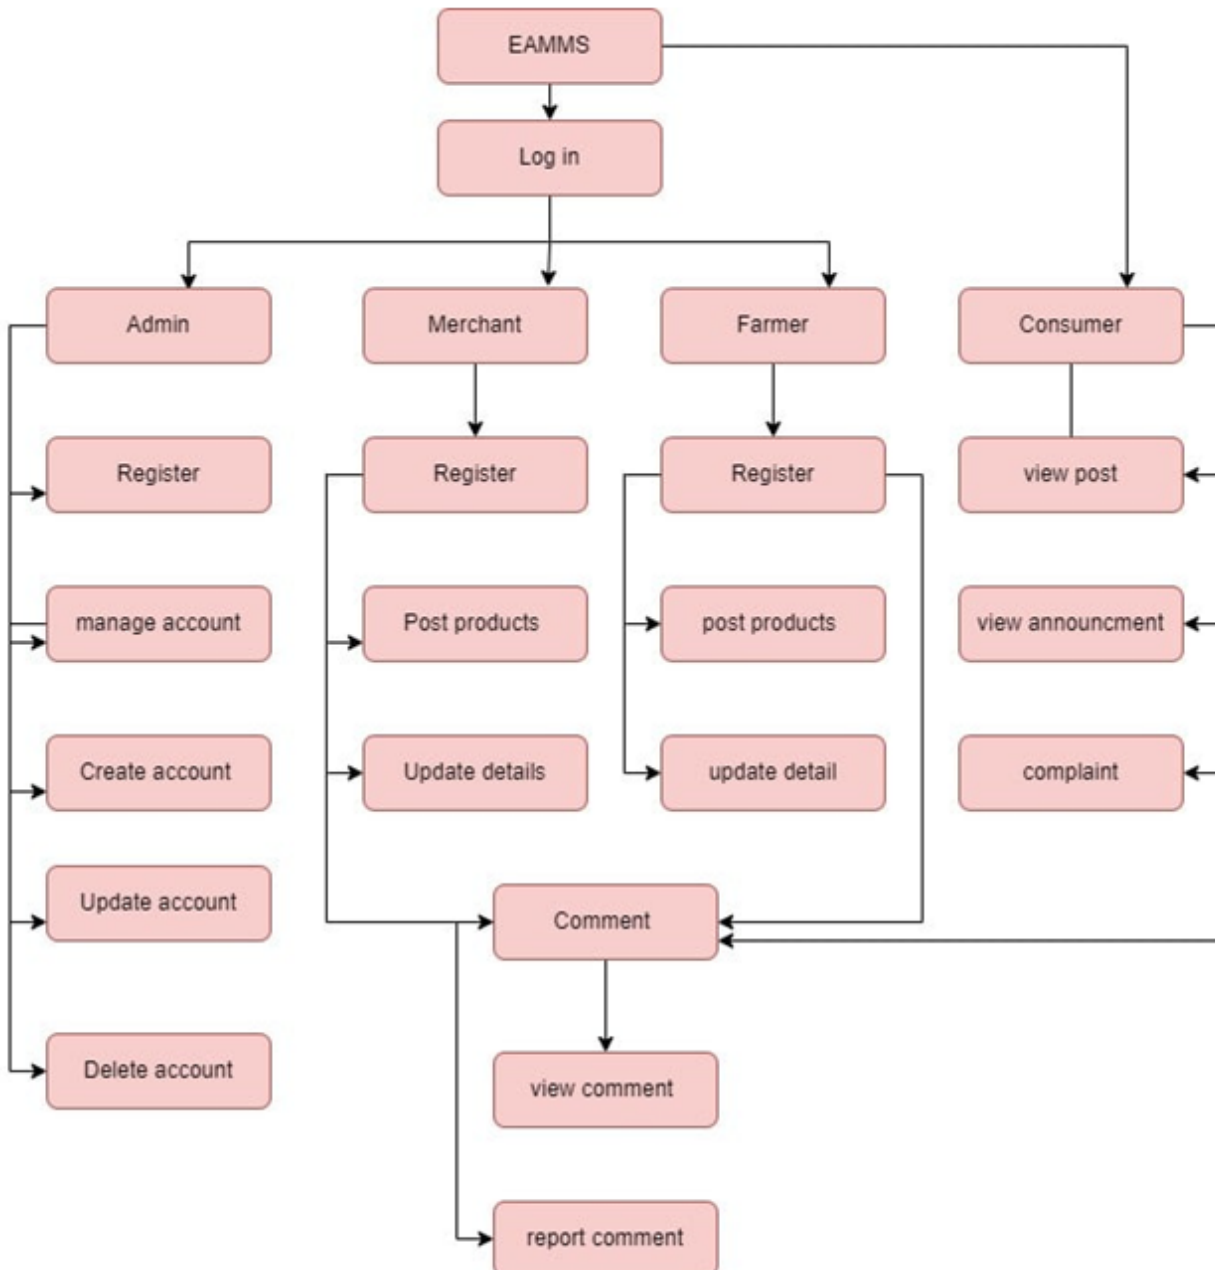 EAMMS
Log in
Admin
Merchant
Farmer
Consumer
Register
Register
Register
view post
manage account
Post products
post products
view announcment
Create account
Update details
update detail
complaint
Update account
Comment
Delete account
view comment
report comment